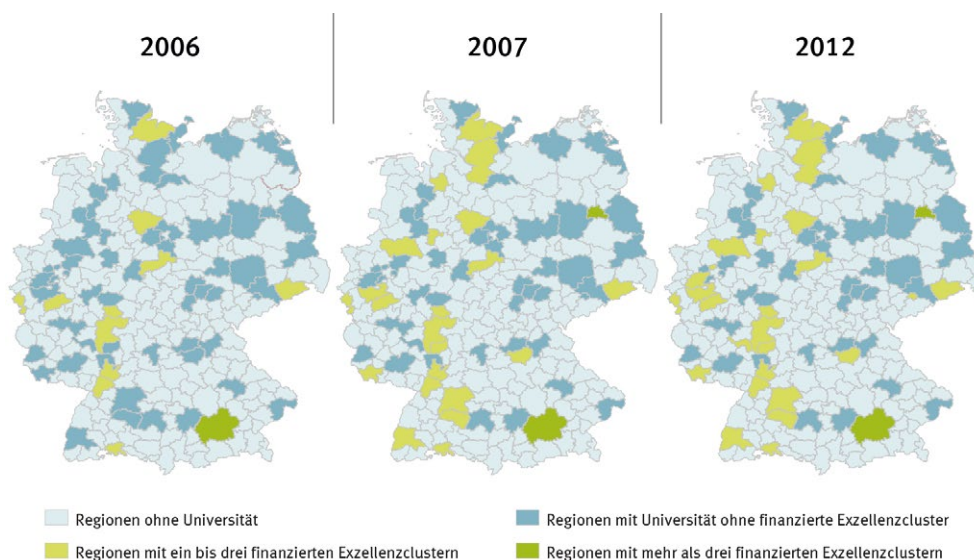 2006
2007
2012
Regionen ohne Universität
Regionen mit Universität ohne finanzierte Exzellenzcluster
Regionen mit ein bis drei finanzierten Exzellenzclustern
Regionen mit mehr als drei finanzierten Exzellenzclustern